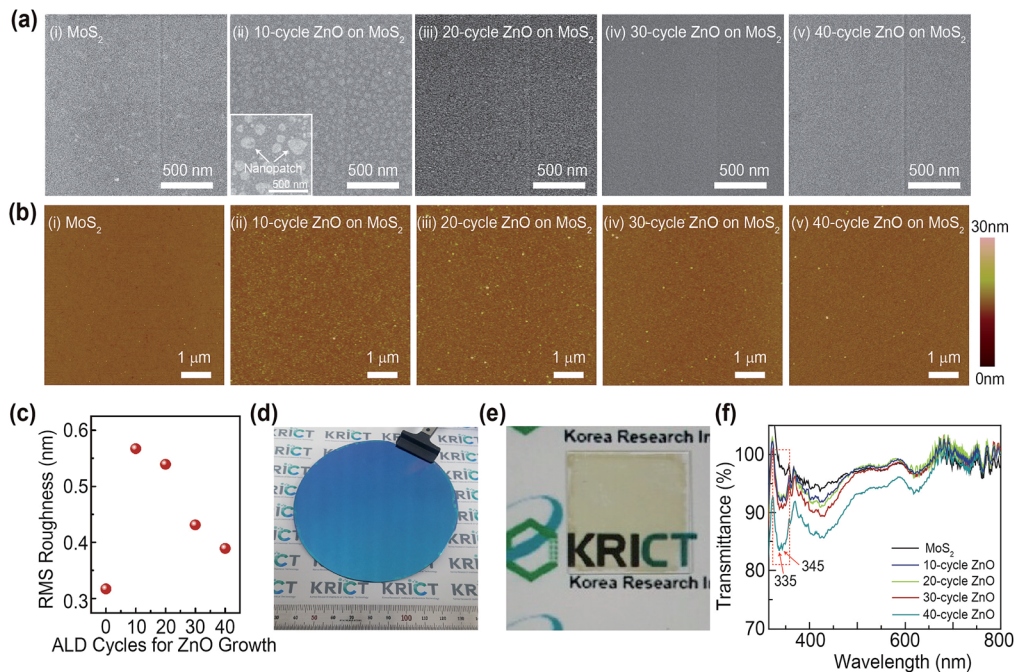 (a)
(i) MoS₂
(ii) 10-cycle ZnO on MoS₂
(iii) 20-cycle ZnO on MoS₂
(iv) 30-cycle ZnO on MoS₂
(v) 40-cycle ZnO on MoS₂
Nanopatch
500 nm
500 nm
500 nm
500 nm
500 nm
500 nm
(b)
(i) MoS₂
(ii) 10-cycle ZnO on MoS₂
(iii) 20-cycle ZnO on MoS₂
(iv) 30-cycle ZnO on MoS₂
(v) 40-cycle ZnO on MoS₂
30nm
1 μm
1 μm
1 μm
1 μm
1 μm
0nm
(c)
RMS Roughness (nm)
0.6
0.5
0.4
0.3
0 10 20 30 40
ALD Cycles for ZnO Growth
(d)
KRICT
(e)
Korea Research In
KRICT
Korea Research In
(f)
Transmittance (%)
100
90
80
70
335
345
MoS₂
10-cycle ZnO
20-cycle ZnO
30-cycle ZnO
40-cycle ZnO
400 600 800
Wavelength (nm)